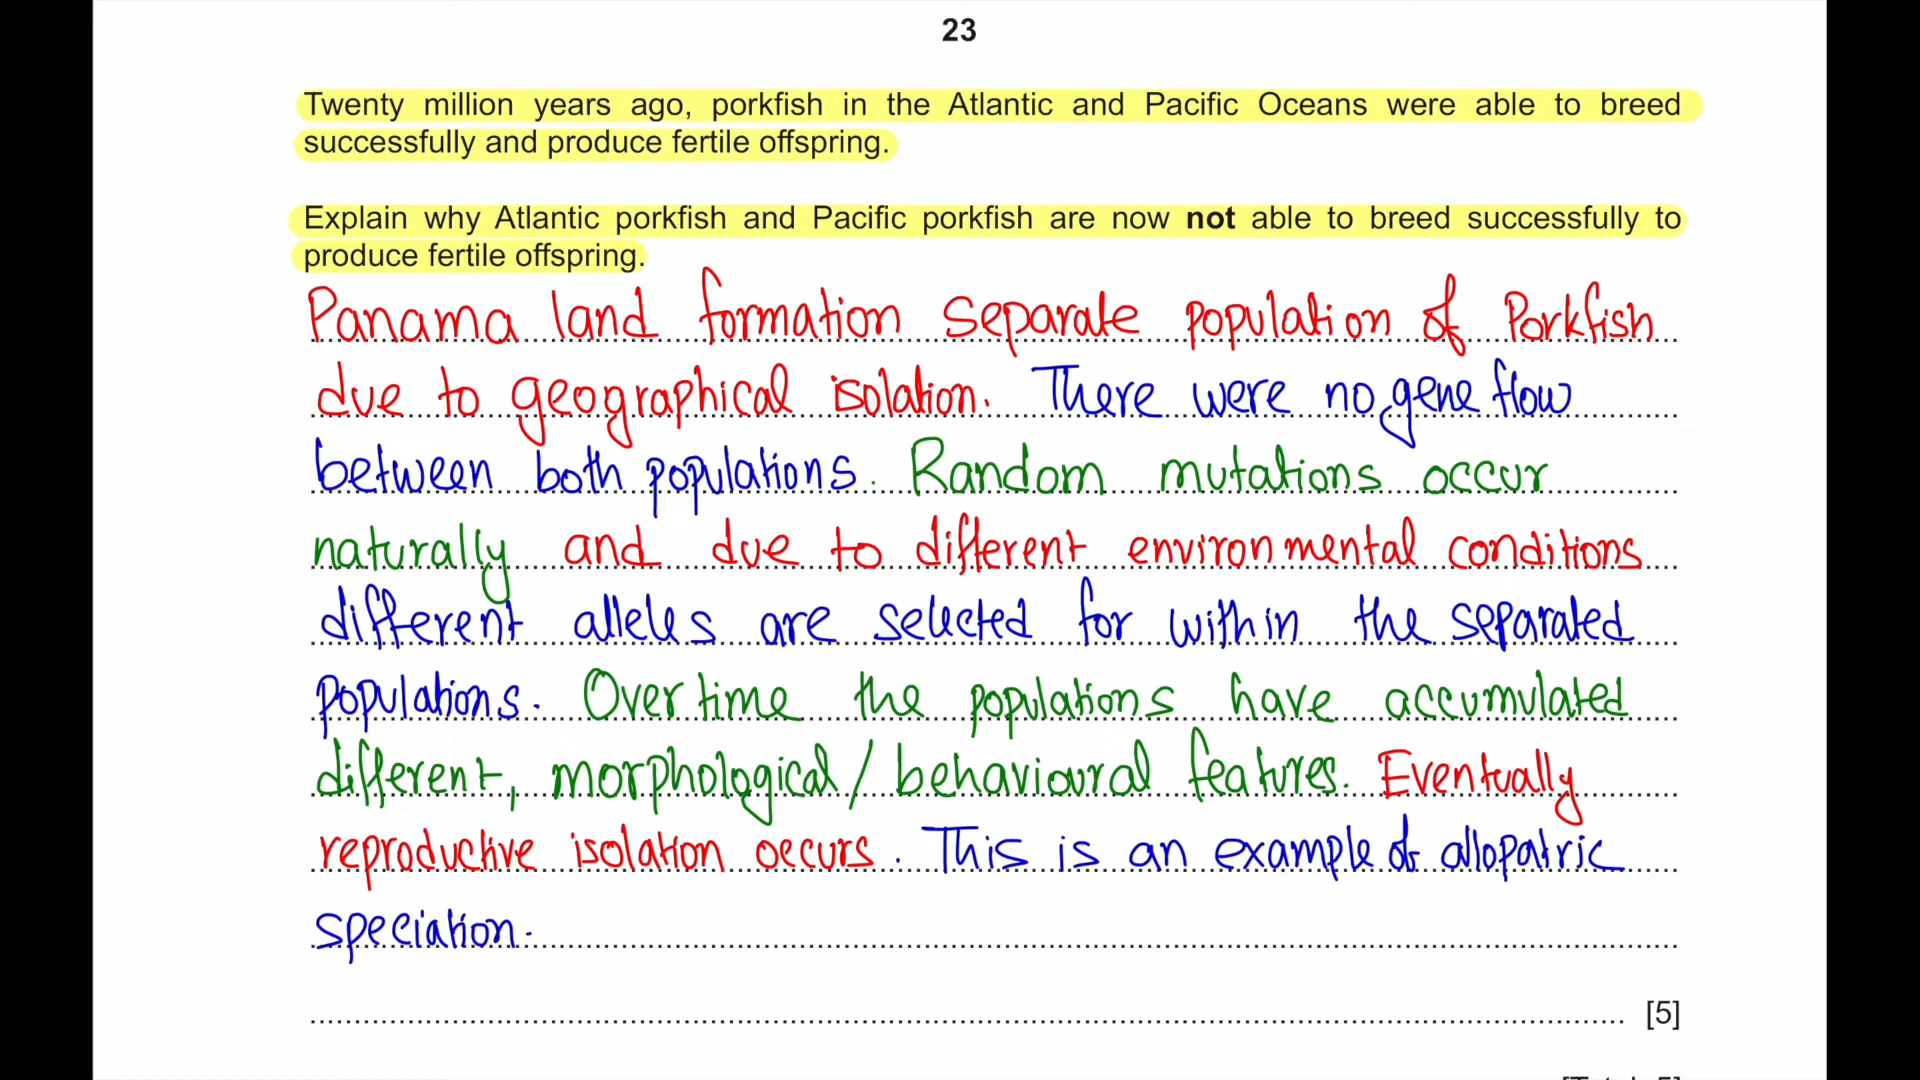 23
Twenty million years ago, porkfish in the Atlantic and Pacific Oceans were able to breed
successfully and produce fertile offspring.
Explain why Atlantic porkfish and Pacific porkfish are now not able to breed successfully to
produce fertile offspring.
Panama land formation separate population of Porkfish
due to geographical isolation. There were no gene flow
between both populations. Random mutations occur
naturally and due to different environmental conditions
different alleles are selected for within the separated
populations. Over time the populations have accumulated
different, morphological/behavioural features. Eventually
reproductive isolation occurs. This is an example of allopatric
speciation.
[5]